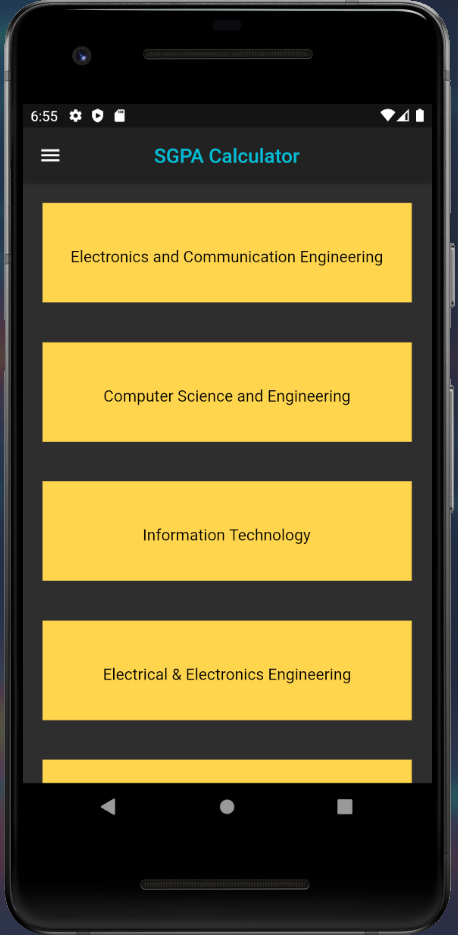 6:55
SGPA Calculator
Electronics and Communication Engineering
Computer Science and Engineering
Information Technology
Electrical & Electronics Engineering